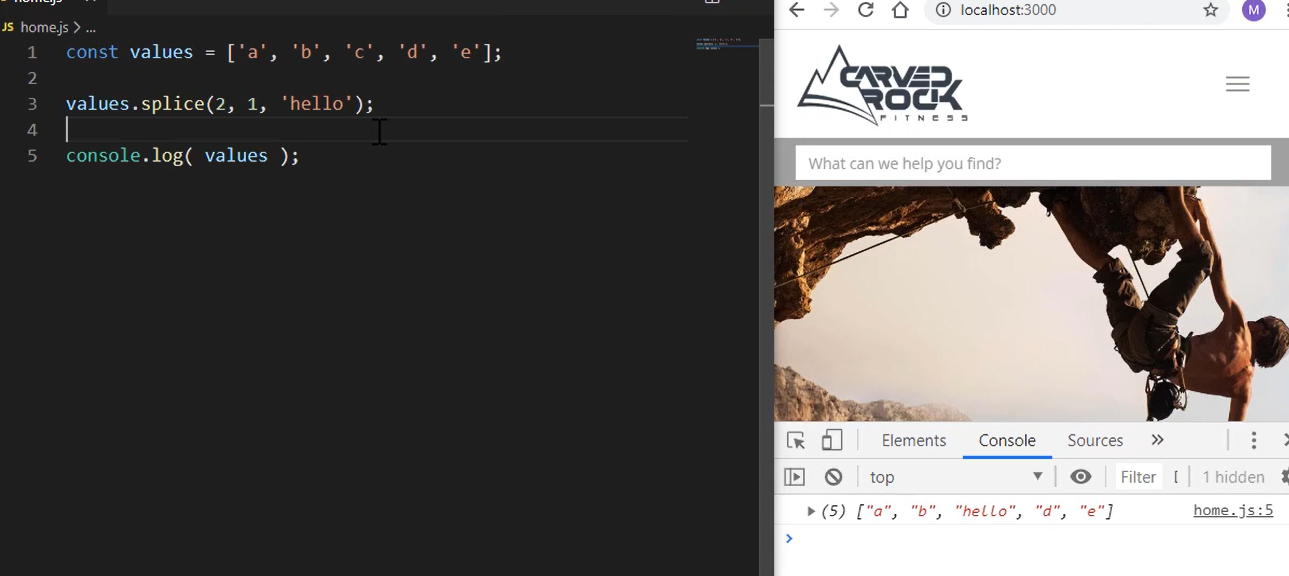 home.js
JS home.js > ...
1 const values = ['a', 'b', 'c', 'd', 'e'];
2
3 values.splice(2, 1, 'hello');
4
5 console.log( values );
localhost:3000
M
CARVED
ROCK
FITNESS
What can we help you find?
Elements Console Sources »
top Filter 1 hidden
(5) ["a", "b", "hello", "d", "e"] home.js:5